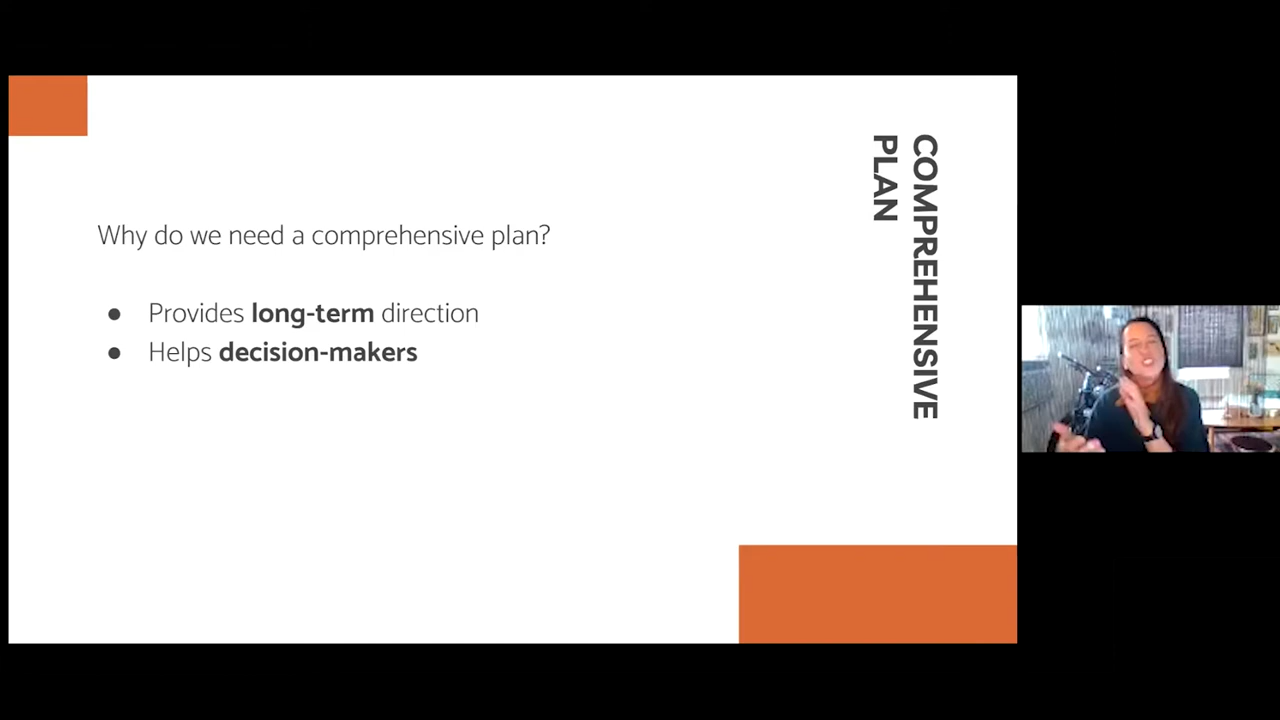 COMPREHENSIVE
PLAN
Why do we need a comprehensive plan?
● Provides long-term direction
● Helps decision-makers